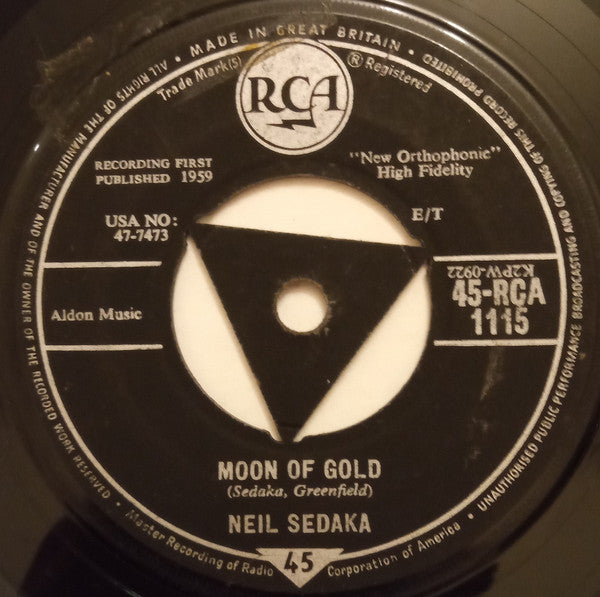 ALL RIGHTS OF THE MANUFACTURER AND OF THE OWNER OF THE RECORDED WORK RESERVED • MADE IN GREAT BRITAIN • UNAUTHORISED PUBLIC PERFORMANCE BROADCASTING AND COPYING OF THIS RECORD PROHIBITED
Trade Mark(s) ® Registered
RCA
RECORDING FIRST
PUBLISHED 1959
"New Orthophonic"
High Fidelity
USA NO:
47-7473
E/T
K2PW-0922
45-RCA
1115
Aldon Music
MOON OF GOLD
(Sedaka, Greenfield)
NEIL SEDAKA
• Master Recording of Radio Corporation of America •
45